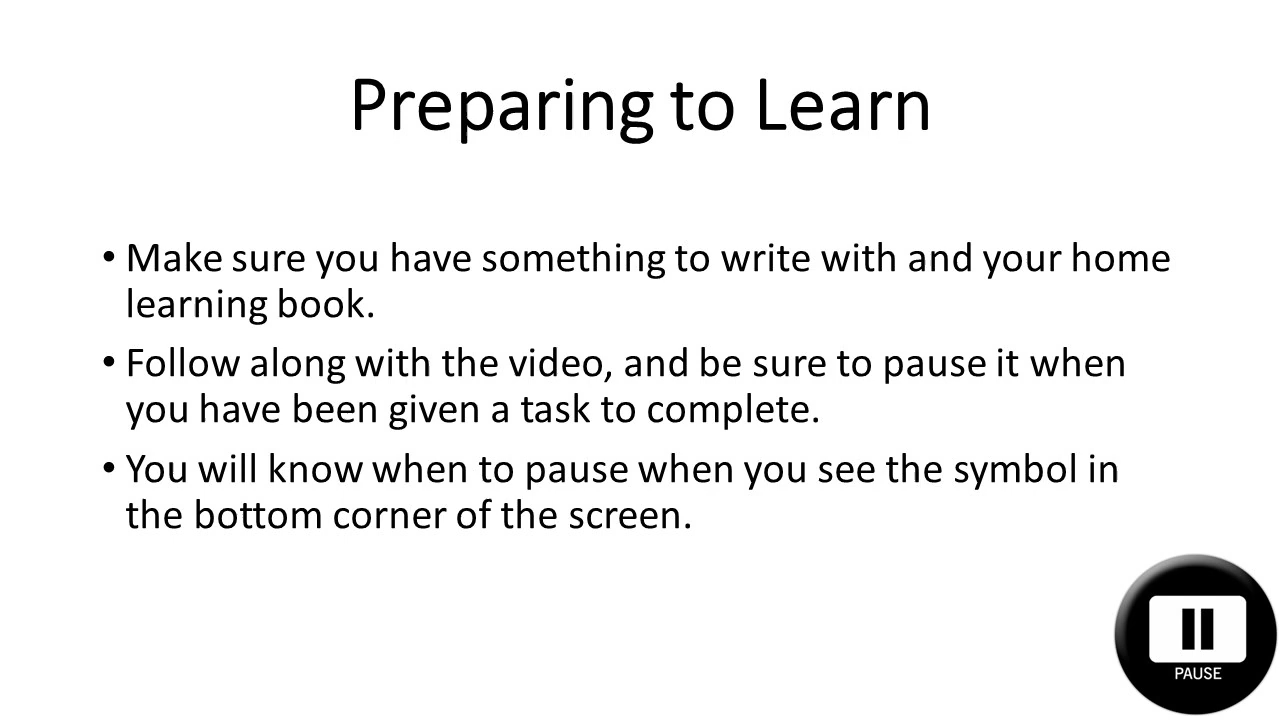 Preparing to Learn
• Make sure you have something to write with and your home
learning book.
• Follow along with the video, and be sure to pause it when
you have been given a task to complete.
• You will know when to pause when you see the symbol in
the bottom corner of the screen.
PAUSE